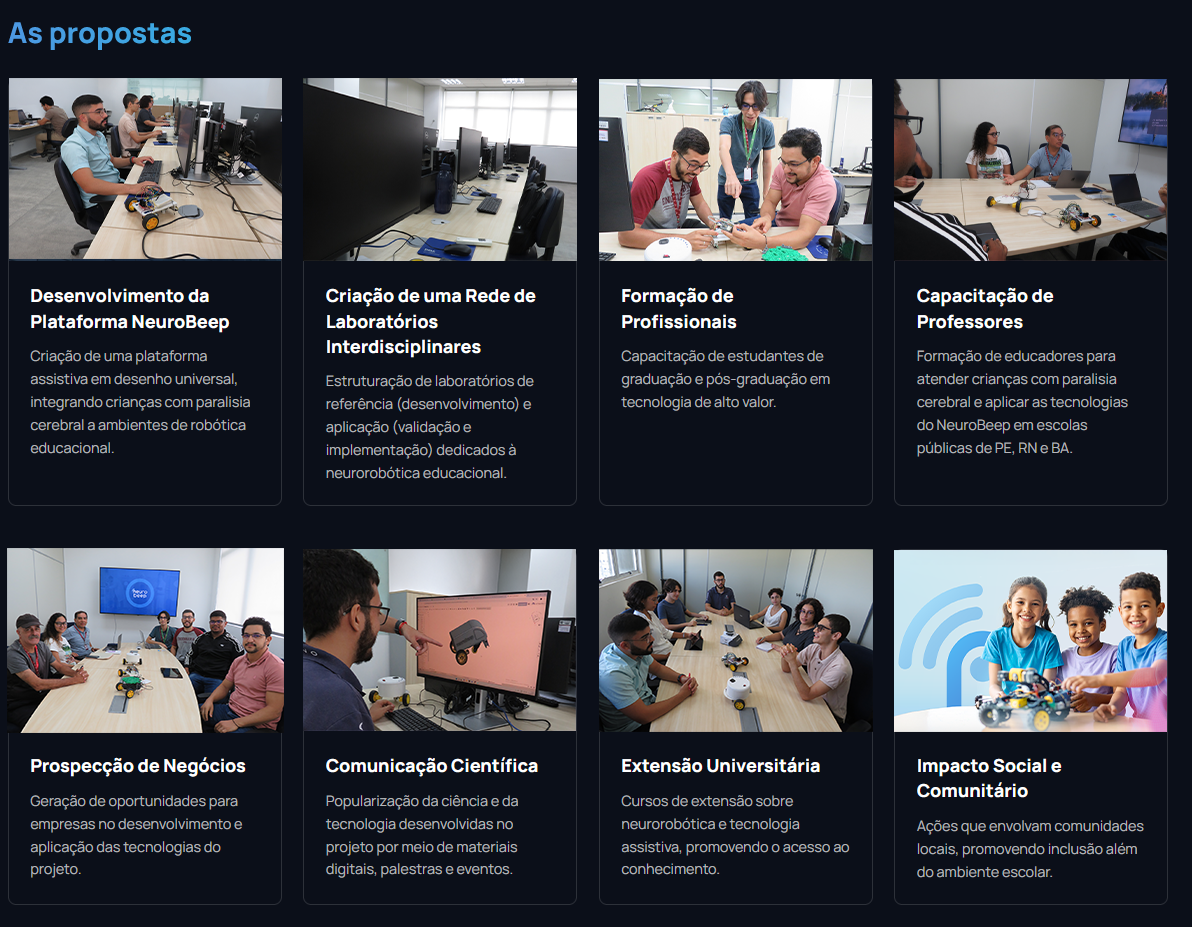 As propostas
Desenvolvimento da
Plataforma NeuroBeep
Criação de uma plataforma
assistiva em desenho universal,
integrando crianças com paralisia
cerebral a ambientes de robótica
educacional.
Criação de uma Rede de
Laboratórios
Interdisciplinares
Estruturação de laboratórios de
referência (desenvolvimento) e
aplicação (validação e
implementação) dedicados à
neurorobótica educacional.
Formação de
Profissionais
Capacitação de estudantes de
graduação e pós-graduação em
tecnologia de alto valor.
Capacitação de
Professores
Formação de educadores para
atender crianças com paralisia
cerebral e aplicar as tecnologias
do NeuroBeep em escolas
públicas de PE, RN e BA.
Neuro
beep
Prospecção de Negócios
Geração de oportunidades para
empresas no desenvolvimento e
aplicação das tecnologias do
projeto.
Comunicação Científica
Popularização da ciência e da
tecnologia desenvolvidas no
projeto por meio de materiais
digitais, palestras e eventos.
Extensão Universitária
Cursos de extensão sobre
neurorobótica e tecnologia
assistiva, promovendo o acesso ao
conhecimento.
Impacto Social e
Comunitário
Ações que envolvam comunidades
locais, promovendo inclusão além
do ambiente escolar.